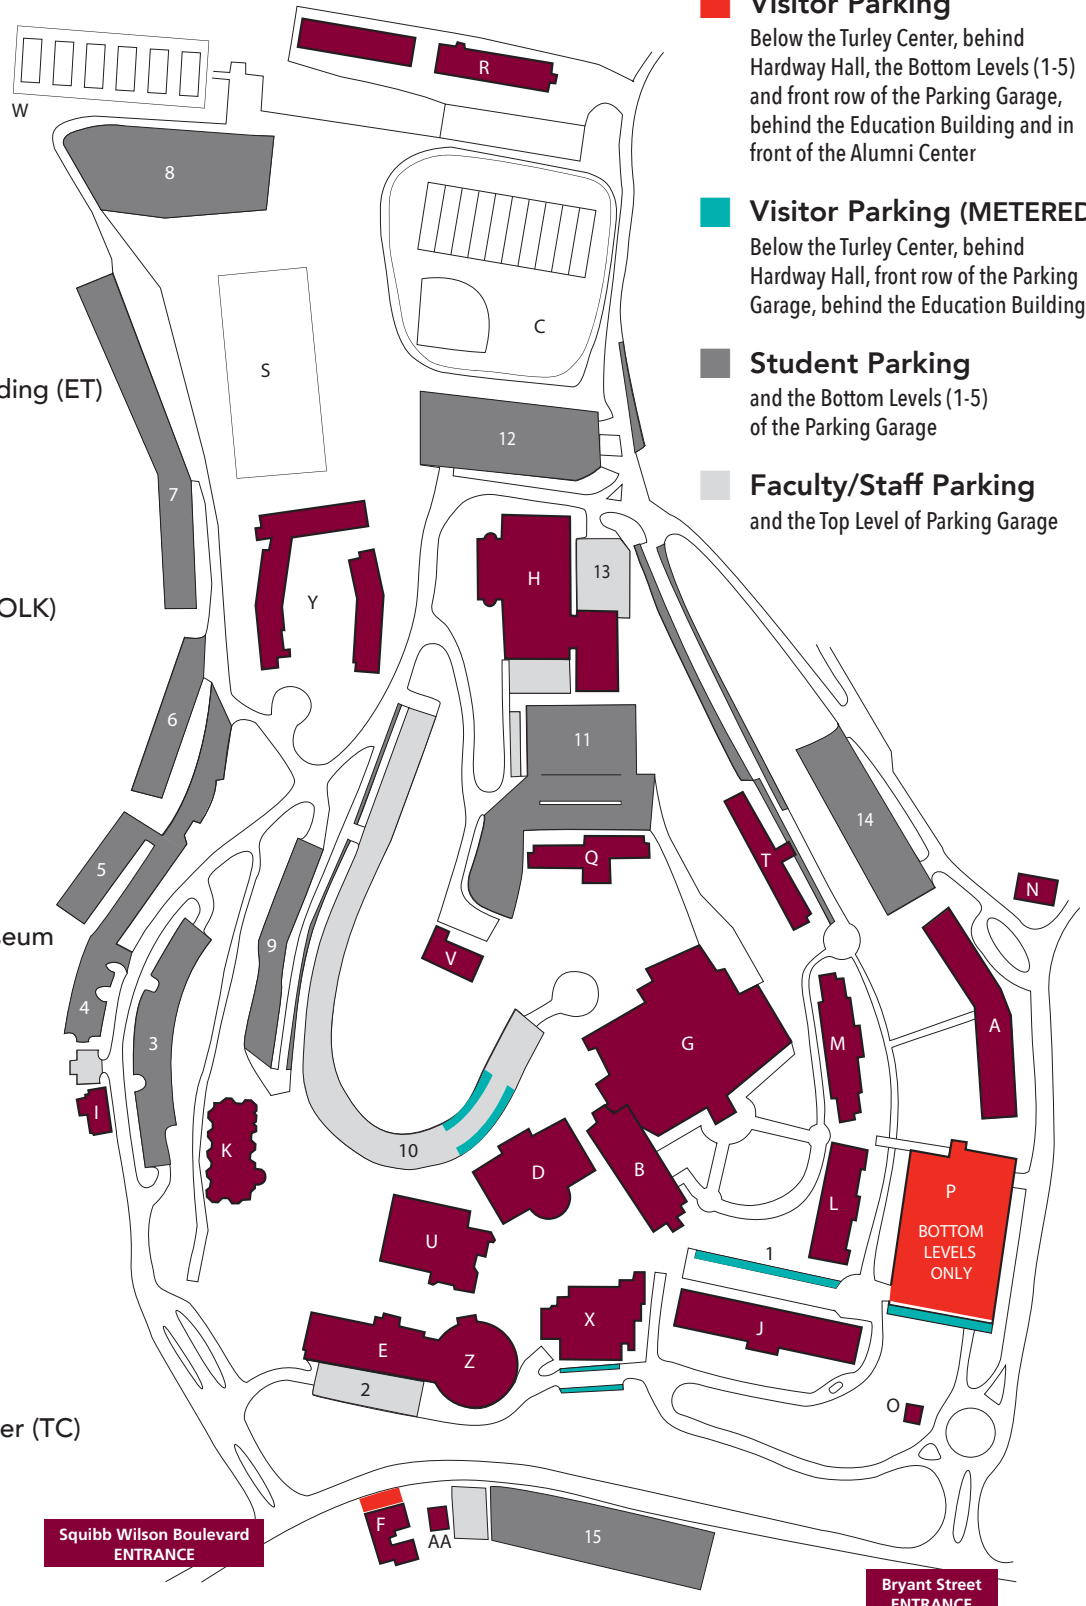 Visitor Parking
Below the Turley Center, behind
Hardway Hall, the Bottom Levels (1-5)
and front row of the Parking Garage,
behind the Education Building and in
front of the Alumni Center
Visitor Parking (METERED
Below the Turley Center, behind
Hardway Hall, front row of the Parking
Garage, behind the Education Building
Student Parking
and the Bottom Levels (1-5)
of the Parking Garage
Faculty/Staff Parking
and the Top Level of Parking Garage
ding (ET)
OLK)
seum
er (TC)
R
W
8
C
S
12
7
H
13
Y
6
11
14
5
Q
T
N
V
9
4
3
G
M
A
I
K
10
D
B
L
P
BOTTOM
LEVELS
ONLY
U
1
X
J
E
Z
2
O
F
AA
15
Squibb Wilson Boulevard
ENTRANCE
Bryant Street
ENTRANCE